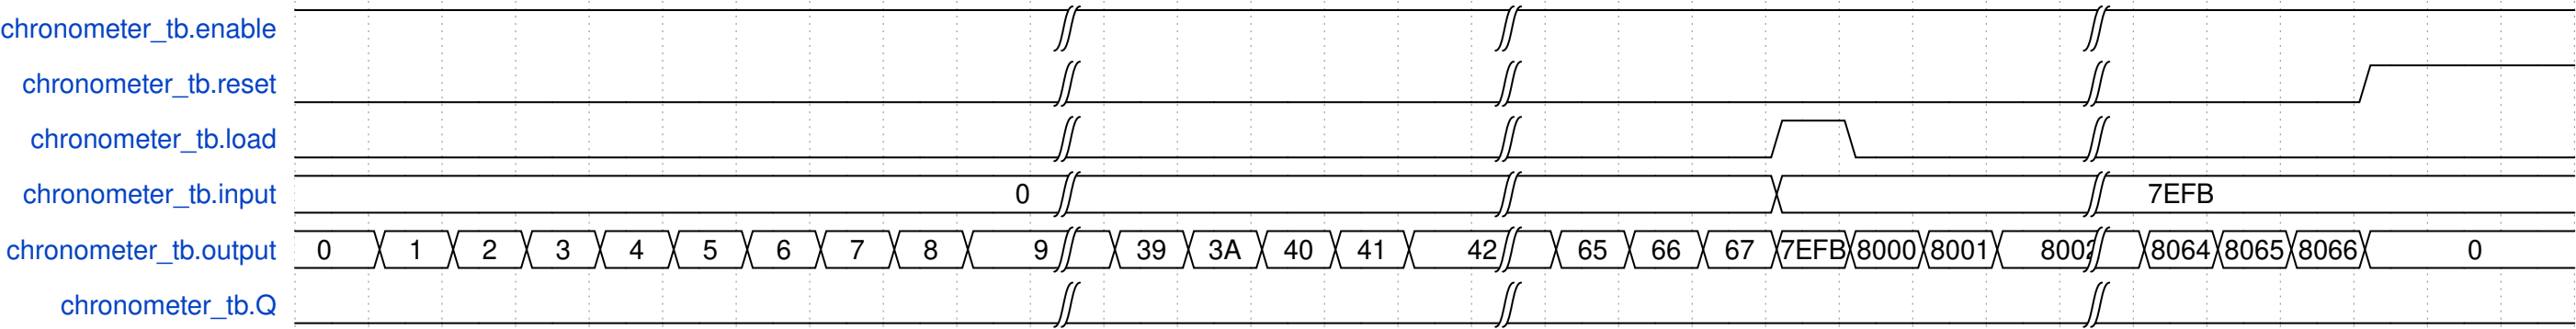 chronometer_tb.enable
chronometer_tb.reset
chronometer_tb.load
chronometer_tb.input 0 7EFB
chronometer_tb.output 0 1 2 3 4 5 6 7 8 9 39 3A 40 41 42 65 66 67 7EFB 8000 8001 8002 8064 8065 8066 0
chronometer_tb.Q